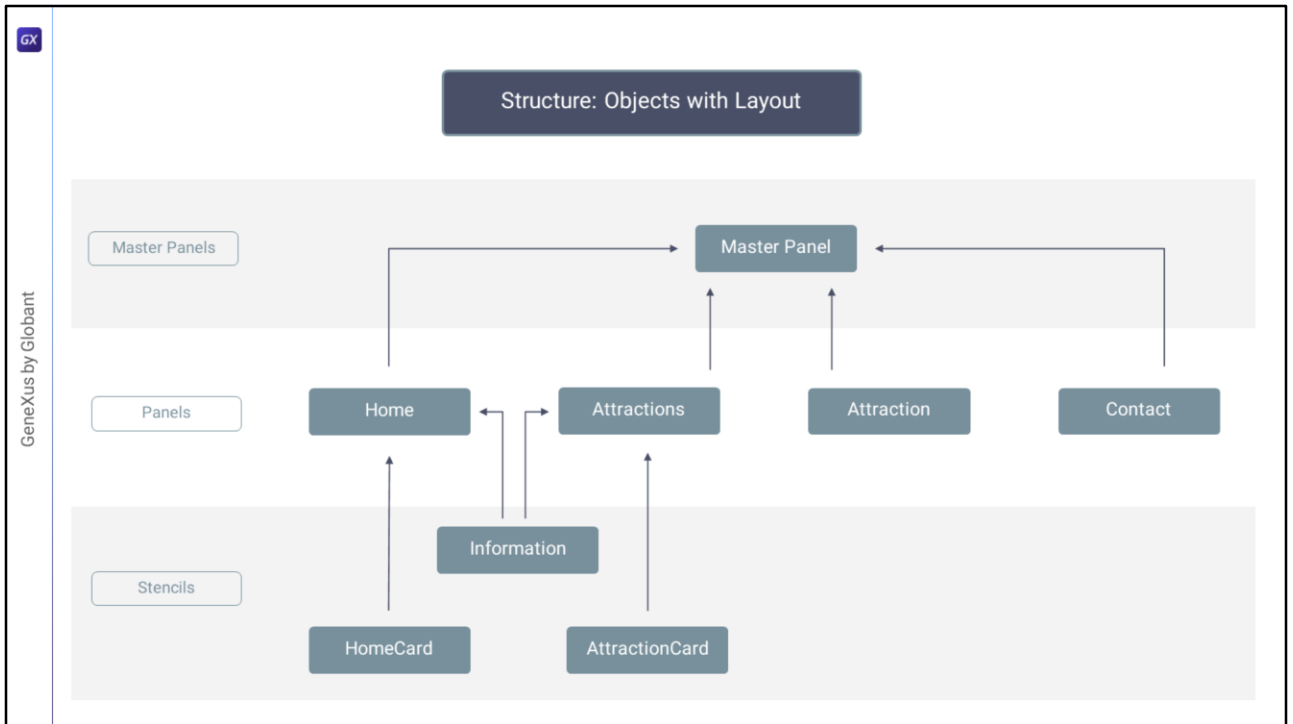 GX
GeneXus by Globant
Structure: Objects with Layout
Master Panels
Master Panel
Panels
Home
Attractions
Attraction
Contact
Information
Stencils
HomeCard
AttractionCard